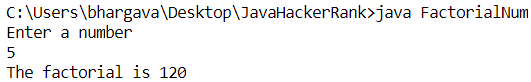 C:\Users\bhargava\Desktop\JavaHackerRank>java FactorialNum
Enter a number
5
The factorial is 120